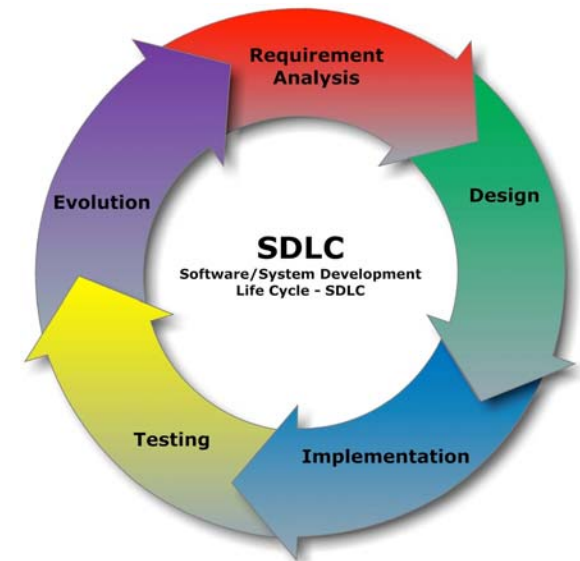 Requirement
Analysis
Design
Implementation
Testing
Evolution
SDLC
Software/System Development
Life Cycle - SDLC